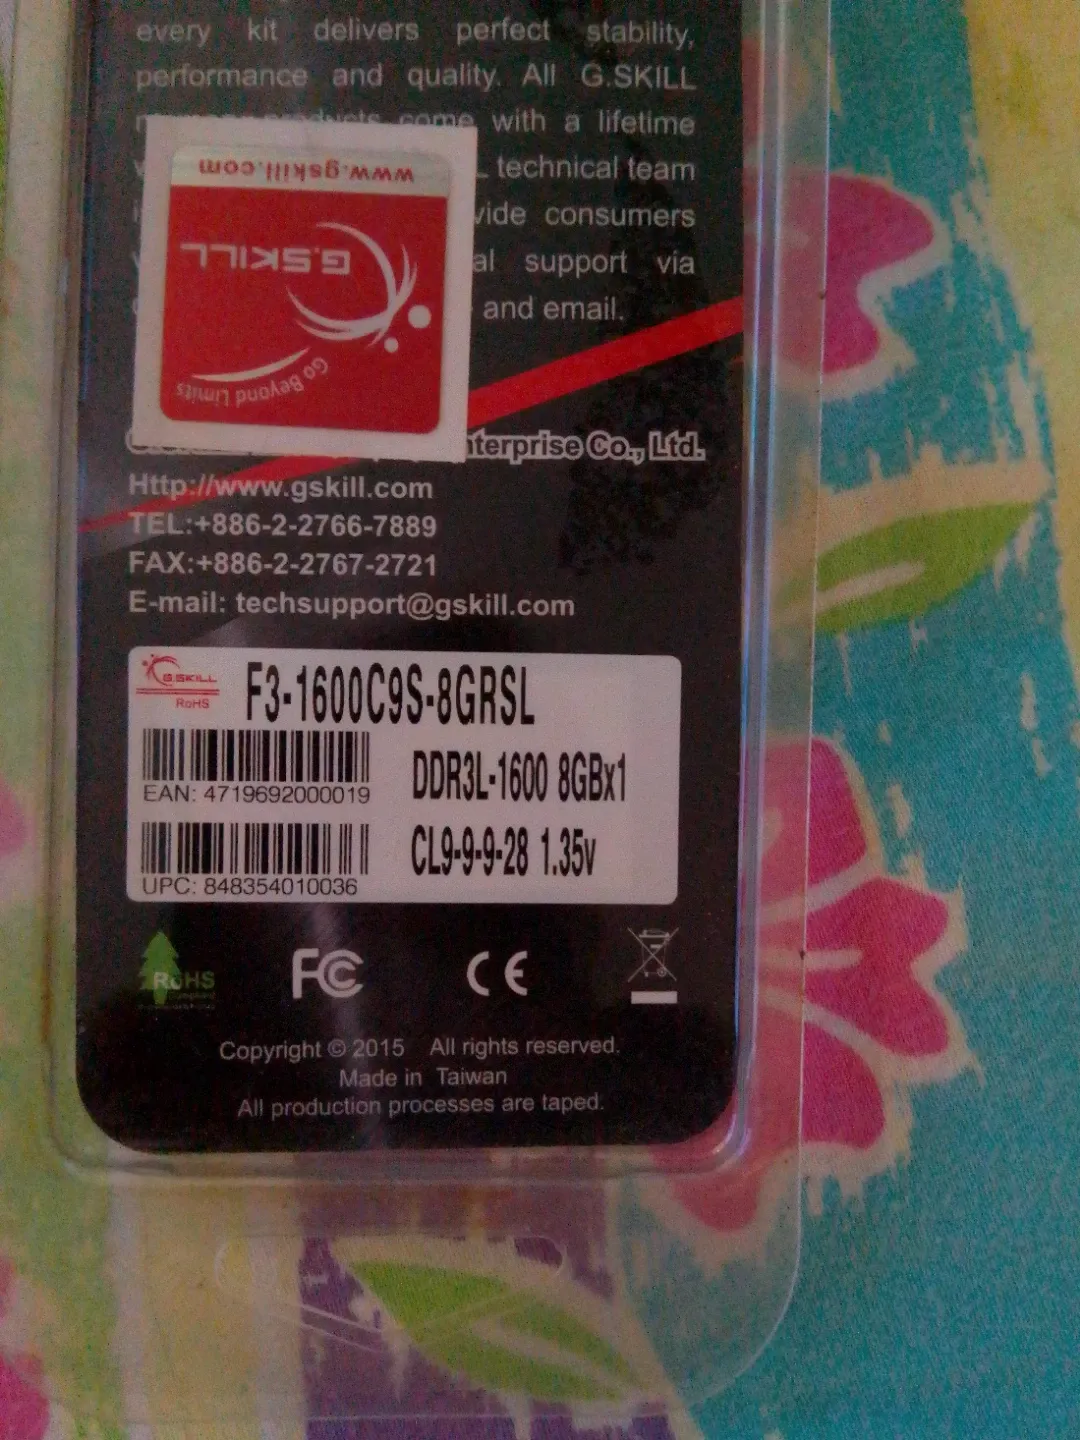 every kit delivers perfect stability,
performance and quality. All G.SKILL
products come with a lifetime
technical team
consumers
support via
and email.
www.gskill.com
G.SKILL
Go Beyond Limits
Co., Ltd.
Http://www.gskill.com
TEL:+886-2-2766-7889
FAX:+886-2-2767-2721
E-mail: techsupport@gskill.com
G.SKILL
RoHS
F3-1600C9S-8GRSL
DDR3L-1600 8GBx1
EAN: 4719692000019
CL9-9-9-28 1.35v
UPC: 848354010036
RoHS
FC CE
Copyright © 2015 All rights reserved.
Made in Taiwan
All production processes are taped.